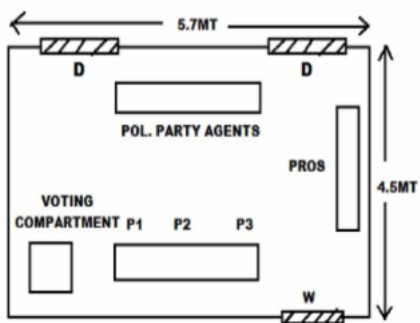 5.7MT
D D
POL. PARTY AGENTS
PROS
4.5MT
VOTING
COMPARTMENT P1 P2 P3
W